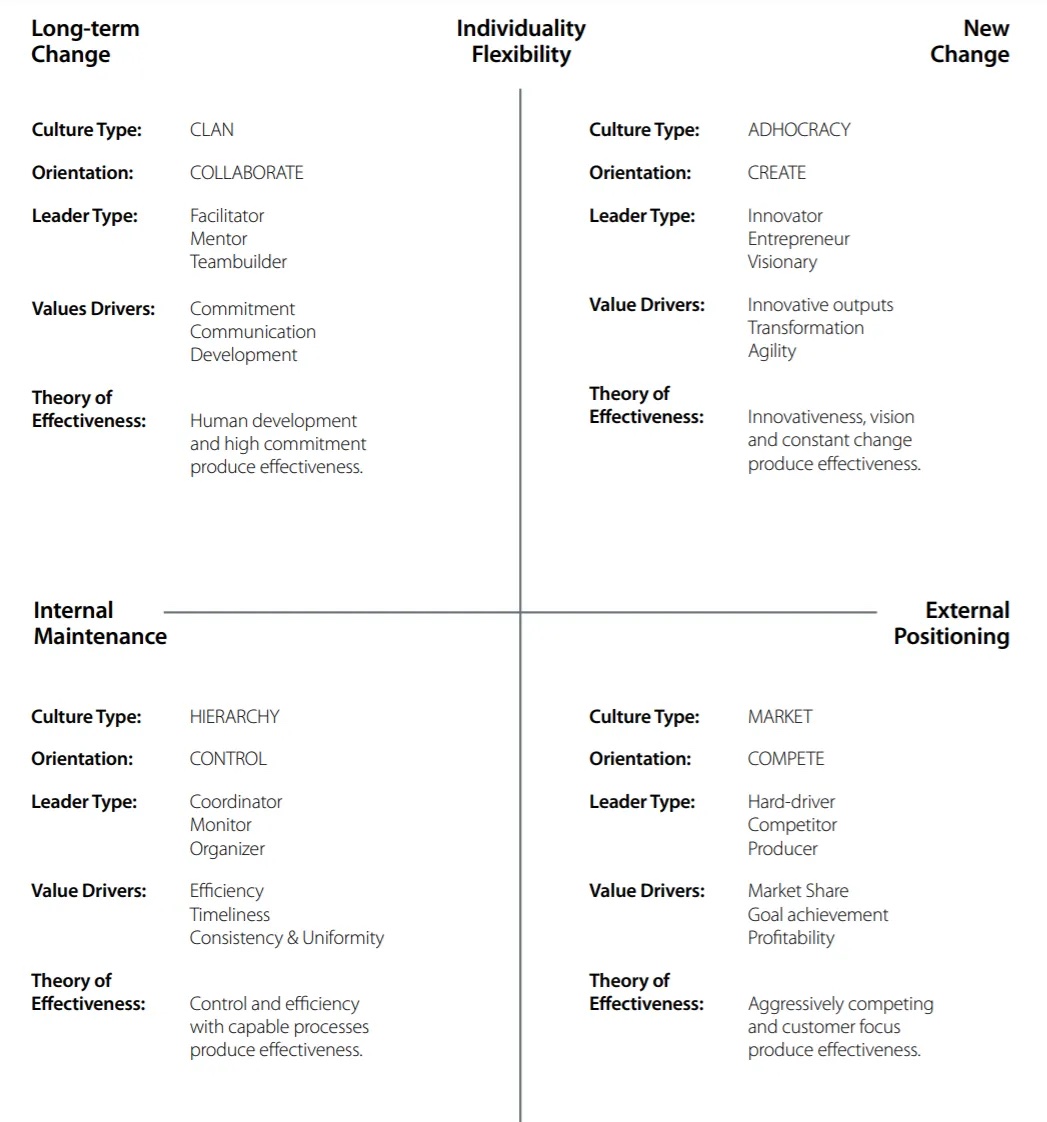 Long-term
Change
Individuality
Flexibility
New
Change
Culture Type: CLAN
Orientation: COLLABORATE
Leader Type: Facilitator
Mentor
Teambuilder
Values Drivers: Commitment
Communication
Development
Theory of
Effectiveness: Human development
and high commitment
produce effectiveness.
Culture Type: ADHOCRACY
Orientation: CREATE
Leader Type: Innovator
Entrepreneur
Visionary
Value Drivers: Innovative outputs
Transformation
Agility
Theory of
Effectiveness: Innovativeness, vision
and constant change
produce effectiveness.
Internal
Maintenance
External
Positioning
Culture Type: HIERARCHY
Orientation: CONTROL
Leader Type: Coordinator
Monitor
Organizer
Value Drivers: Efficiency
Timeliness
Consistency & Uniformity
Theory of
Effectiveness: Control and efficiency
with capable processes
produce effectiveness.
Culture Type: MARKET
Orientation: COMPETE
Leader Type: Hard-driver
Competitor
Producer
Value Drivers: Market Share
Goal achievement
Profitability
Theory of
Effectiveness: Aggressively competing
and customer focus
produce effectiveness.